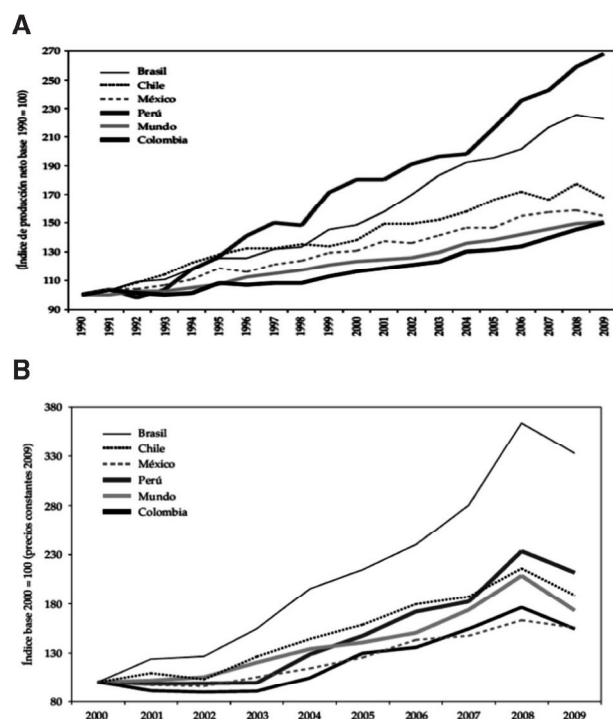 A
(Índice de producción neto base 1990 = 100)
270
250
230
210
190
170
150
130
110
90
Brasil
Chile
México
Perú
Mundo
Colombia
1990 1991 1992 1993 1994 1995 1996 1997 1998 1999 2000 2001 2002 2003 2004 2005 2006 2007 2008 2009
B
Índice base 2000 = 100 (precios constantes 2009)
380
330
280
230
180
130
80
Brasil
Chile
México
Perú
Mundo
Colombia
2000 2001 2002 2003 2004 2005 2006 2007 2008 2009